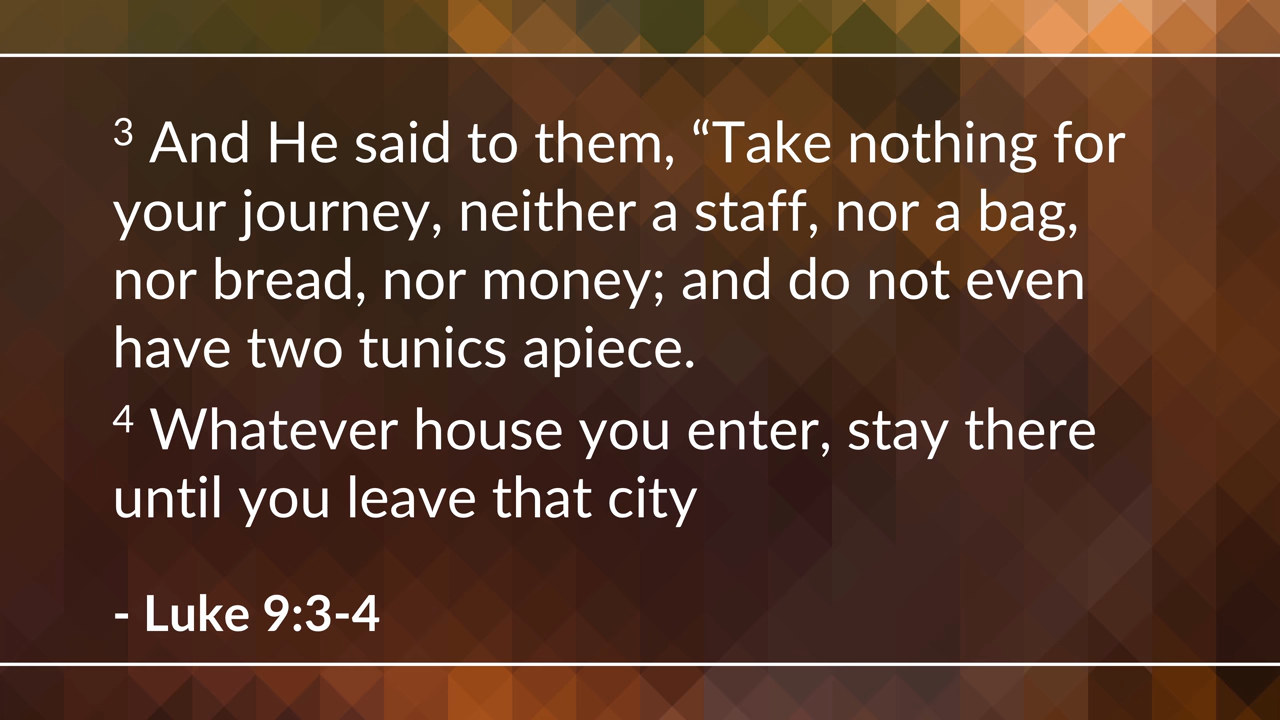 3 And He said to them, “Take nothing for
your journey, neither a staff, nor a bag,
nor bread, nor money; and do not even
have two tunics apiece.
4 Whatever house you enter, stay there
until you leave that city
- Luke 9:3-4